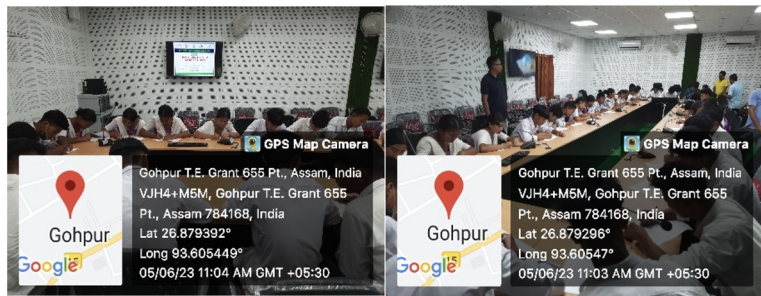 GPS Map Camera
Gohpur T.E. Grant 655 Pt., Assam, India
VJH4+M5M, Gohpur T.E. Grant 655
Pt., Assam 784168, India
Lat 26.879392°
Long 93.605449°
05/06/23 11:04 AM GMT +05:30
Gohpur
Google
15
GPS Map Camera
Gohpur T.E. Grant 655 Pt., Assam, India
VJH4+M5M, Gohpur T.E. Grant 655
Pt., Assam 784168, India
Lat 26.879296°
Long 93.60547°
05/06/23 11:03 AM GMT +05:30
Gohpur
Google
15